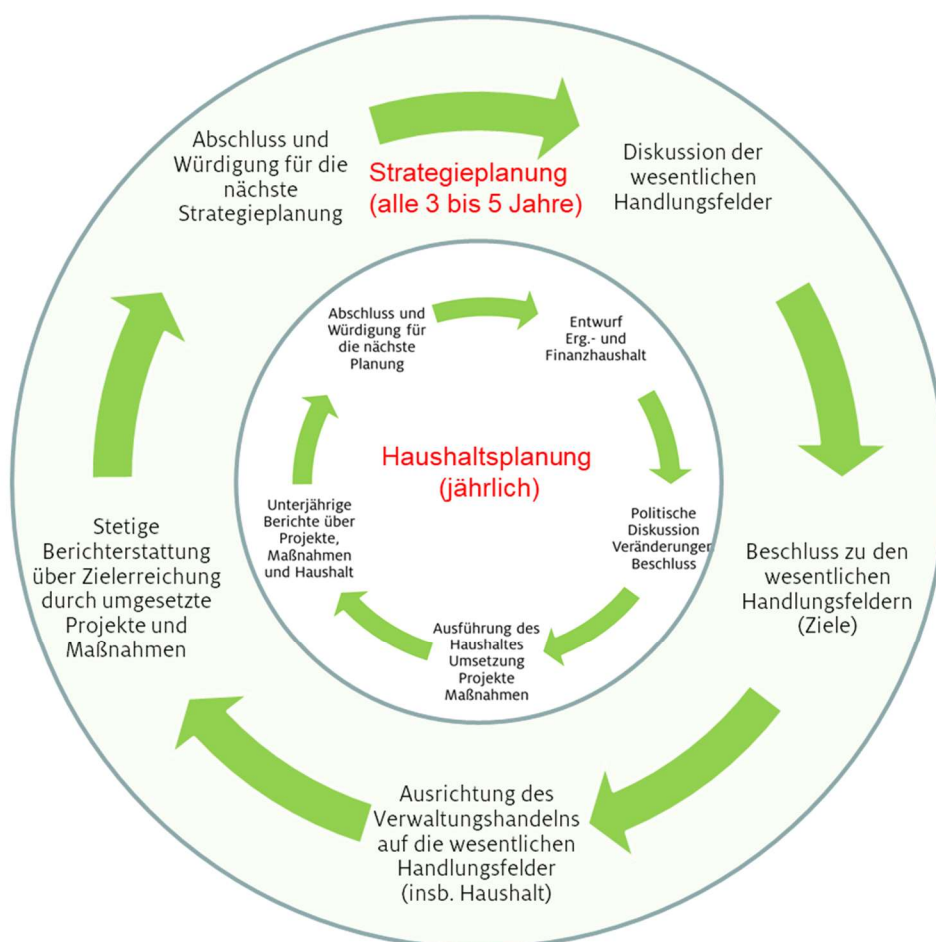 Abschluss und
Würdigung für die
nächste
Strategieplanung
Strategieplanung
(alle 3 bis 5 Jahre)
Diskussion der
wesentlichen
Handlungsfelder
Beschluss zu den
wesentlichen
Handlungsfeldern
(Ziele)
Ausrichtung des
Verwaltungshandelns
auf die wesentlichen
Handlungsfelder
(insb. Haushalt)
Stetige
Berichterstattung
über Zielerreichung
durch umgesetzte
Projekte und
Maßnahmen
Abschluss und
Würdigung für
die nächste
Planung
Entwurf
Erg.- und
Finanzhaushalt
Haushaltsplanung
(jährlich)
Politische
Diskussion
Veränderunger
Beschluss
Ausführung des
Haushaltes
Umsetzung
Projekte
Maßnahmen
Unterjährige
Berichte über
Projekte,
Maßnahmen
und Haushalt